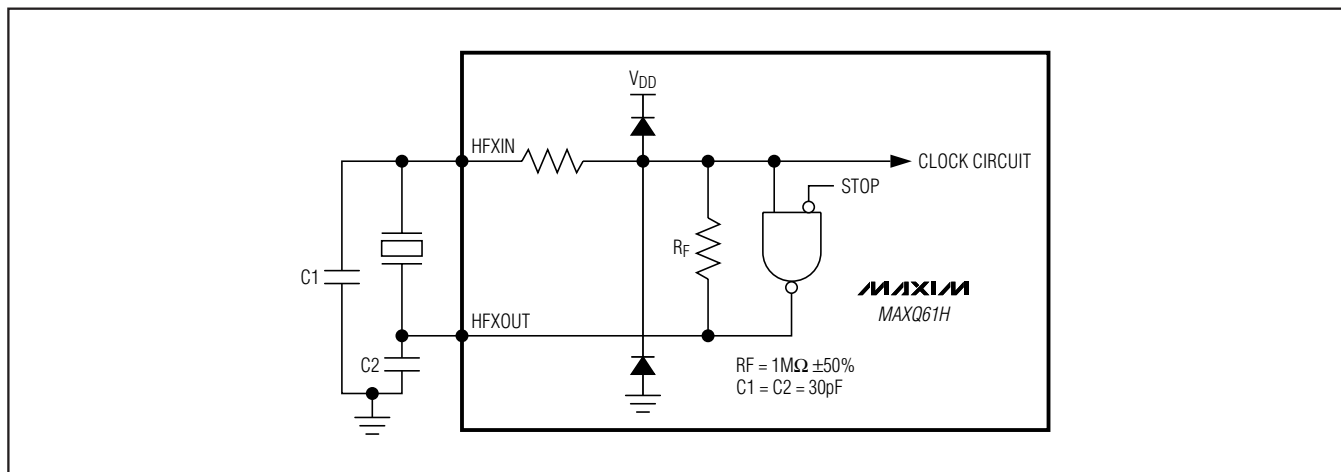 VDD
HFXIN
CLOCK CIRCUIT
STOP
RF
C1
MAXIM
MAXQ61H
HFXOUT
C2
RF = 1MΩ ±50%
C1 = C2 = 30pF